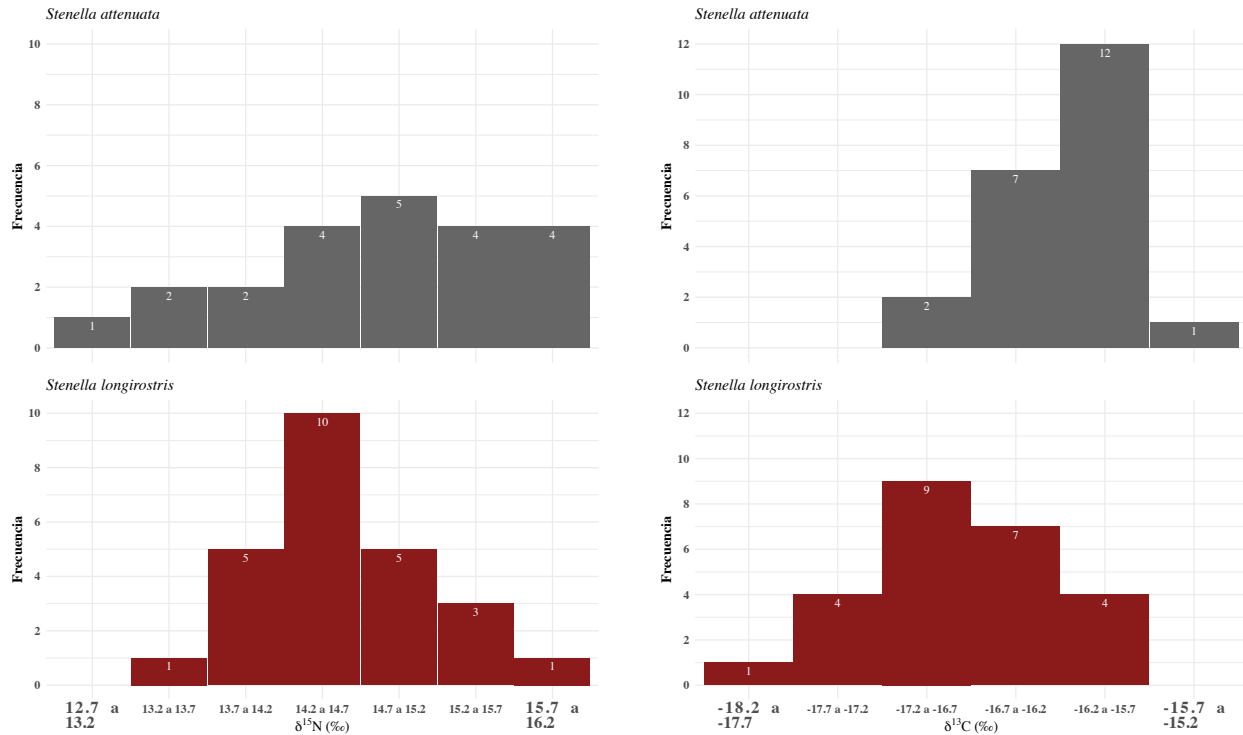 Stenella attenuata
Frecuencia
10
8
6
4
2
0
1
2
2
4
5
4
4
Stenella attenuata
Frecuencia
12
10
8
6
4
2
0
2
7
12
1
Stenella longirostris
Frecuencia
10
8
6
4
2
0
1
5
10
5
3
1
12.7 a
13.2
13.2 a 13.7
13.7 a 14.2
14.2 a 14.7
14.7 a 15.2
15.2 a 15.7
15.7 a
16.2
δ¹⁵N (‰)
Stenella longirostris
Frecuencia
12
10
8
6
4
2
0
1
4
9
7
4
-18.2 a
-17.7
-17.7 a -17.2
-17.2 a -16.7
-16.7 a -16.2
-16.2 a -15.7
-15.7 a
-15.2
δ¹³C (‰)